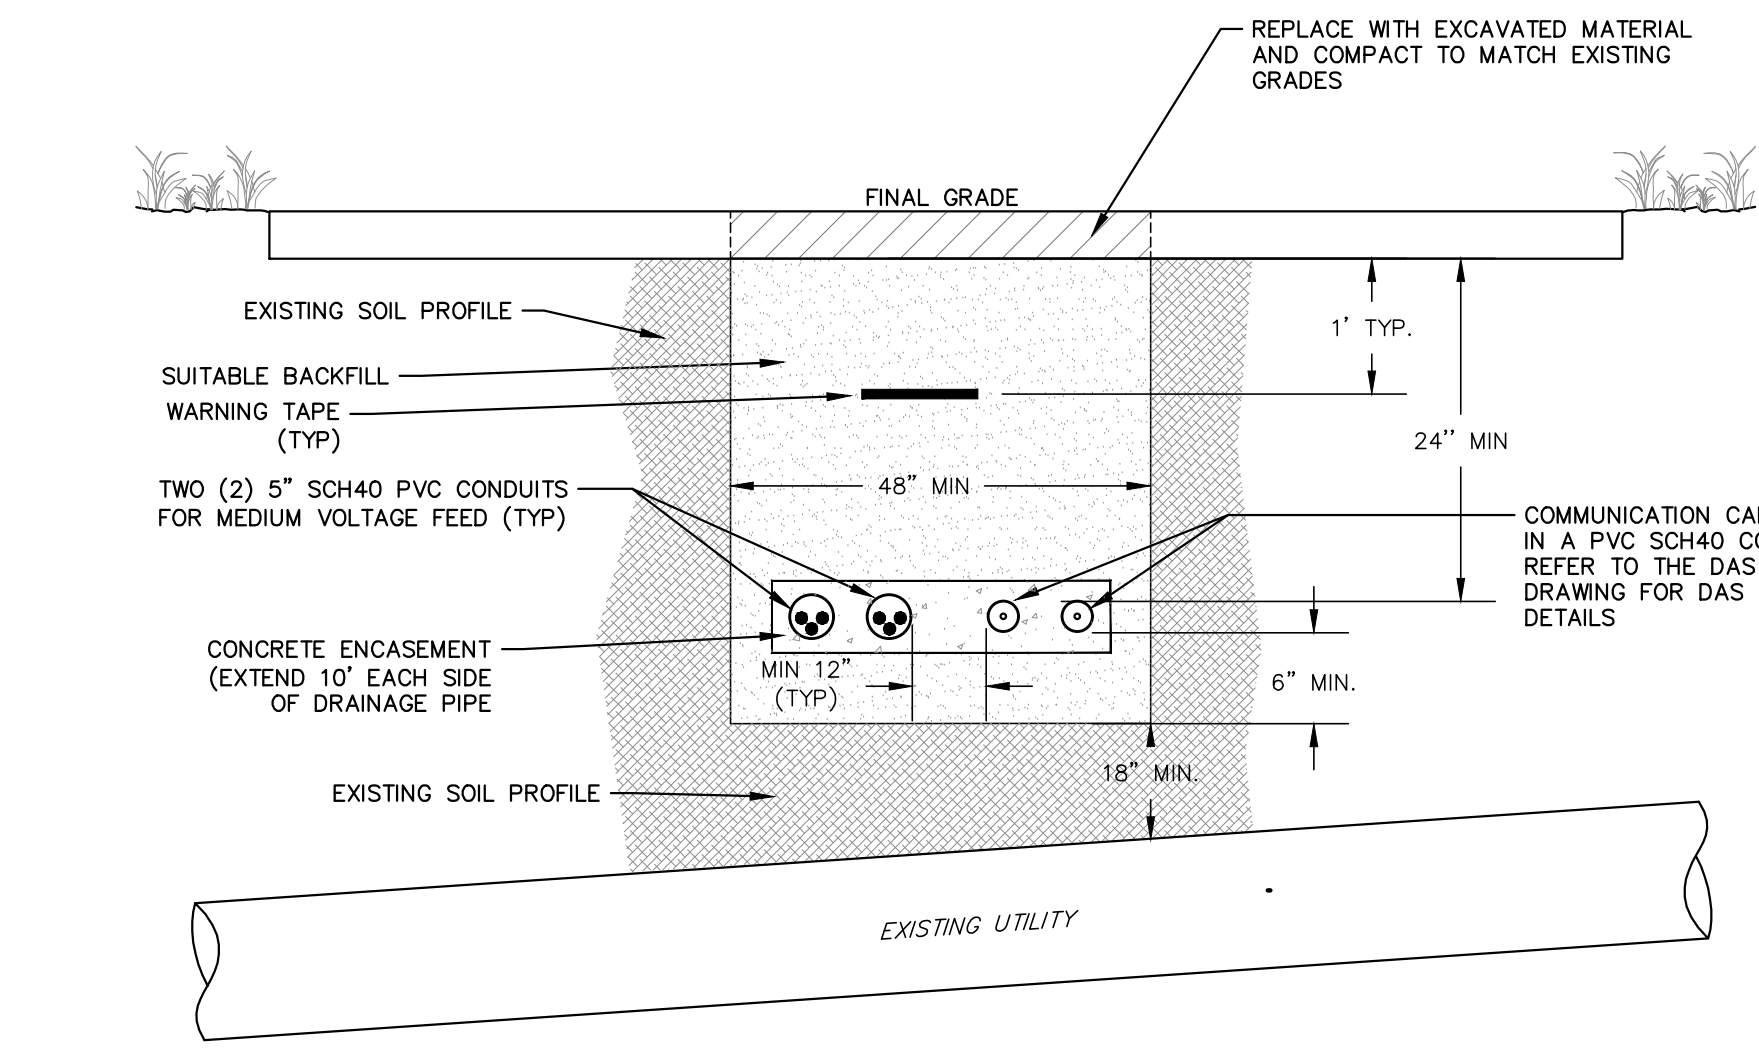 REPLACE WITH EXCAVATED MATERIAL
AND COMPACT TO MATCH EXISTING
GRADES
FINAL GRADE
EXISTING SOIL PROFILE
1' TYP.
SUITABLE BACKFILL
WARNING TAPE
(TYP)
24'' MIN
48" MIN
TWO (2) 5" SCH40 PVC CONDUITS
FOR MEDIUM VOLTAGE FEED (TYP)
COMMUNICATION
IN A PVC SCH40
REFER TO THE DAS
DRAWING FOR DAS
DETAILS
CONCRETE ENCASEMENT
(EXTEND 10' EACH SIDE
OF DRAINAGE PIPE
MIN 12"
(TYP)
6" MIN.
18" MIN.
EXISTING SOIL PROFILE
EXISTING UTILITY